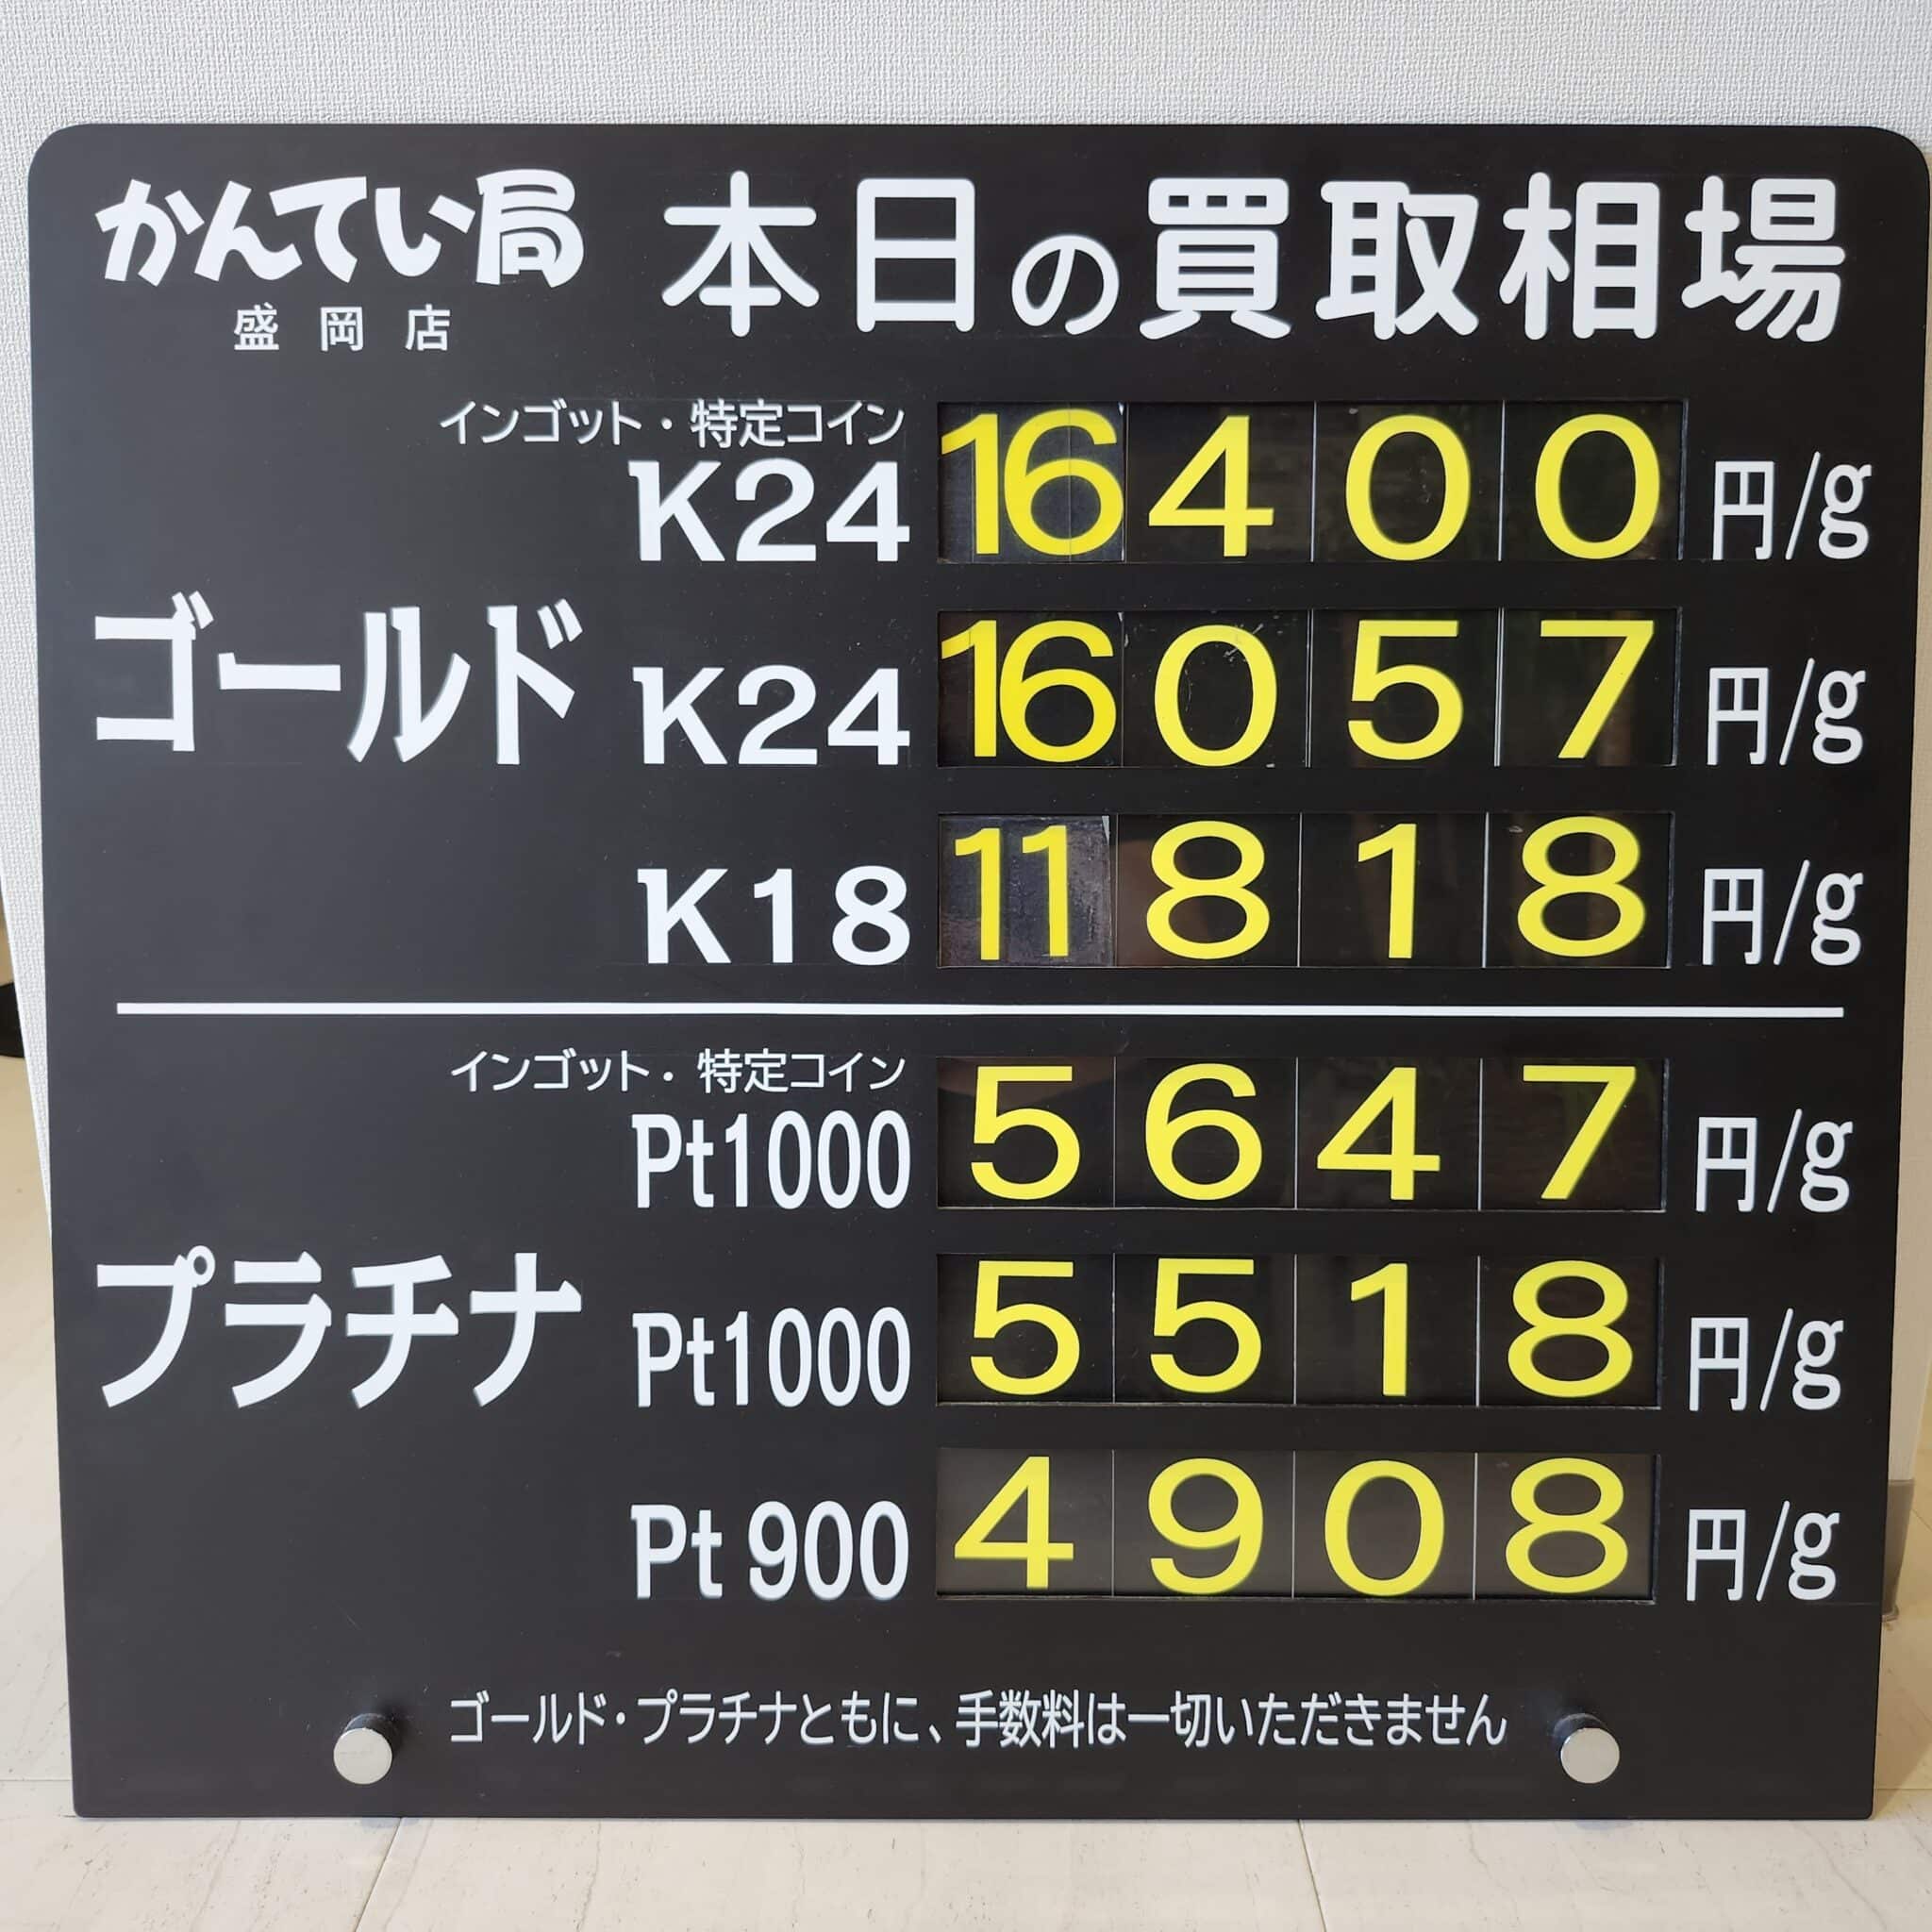 かんてい局 本日の買取相場
盛岡店
インゴット・特定コイン
K24 16400 円/g
ゴールド
K24 16057 円/g
K18 11818 円/g
インゴット・特定コイン
Pt1000 5647 円/g
プラチナ
Pt1000 5518 円/g
Pt900 4908 円/g
ゴールド・プラチナともに、手数料は一切いただきません